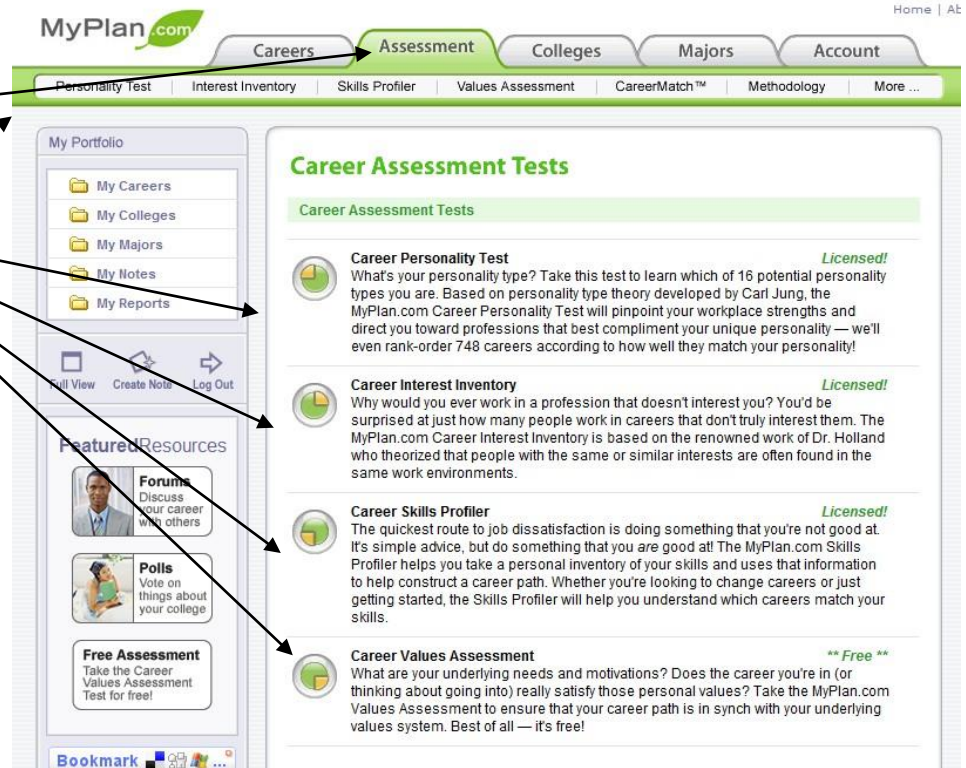 Home | Ab
MyPlan.com
Careers
Assessment
Colleges
Majors
Account
Personality Test
Interest Inventory
Skills Profiler
Values Assessment
CareerMatch™
Methodology
More ...
My Portfolio
My Careers
My Colleges
My Majors
My Notes
My Reports
Full View
Create Note
Log Out
FeaturedResources
Forums
Discuss
your career
with others
Polls
Vote on
things about
your college
Free Assessment
Take the Career
Values Assessment
Test for free!
Bookmark ...
Career Assessment Tests
Career Assessment Tests
Career Personality Test Licensed!
What's your personality type? Take this test to learn which of 16 potential personality
types you are. Based on personality type theory developed by Carl Jung, the
MyPlan.com Career Personality Test will pinpoint your workplace strengths and
direct you toward professions that best compliment your unique personality — we'll
even rank-order 748 careers according to how well they match your personality!
Career Interest Inventory Licensed!
Why would you ever work in a profession that doesn't interest you? You'd be
surprised at just how many people work in careers that don't truly interest them. The
MyPlan.com Career Interest Inventory is based on the renowned work of Dr. Holland
who theorized that people with the same or similar interests are often found in the
same work environments.
Career Skills Profiler Licensed!
The quickest route to job dissatisfaction is doing something that you're not good at.
It's simple advice, but do something that you are good at! The MyPlan.com Skills
Profiler helps you take a personal inventory of your skills and uses that information
to help construct a career path. Whether you're looking to change careers or just
getting started, the Skills Profiler will help you understand which careers match your
skills.
Career Values Assessment ** Free **
What are your underlying needs and motivations? Does the career you're in (or
thinking about going into) really satisfy those personal values? Take the MyPlan.com
Values Assessment to ensure that your career path is in synch with your underlying
values system. Best of all — it's free!